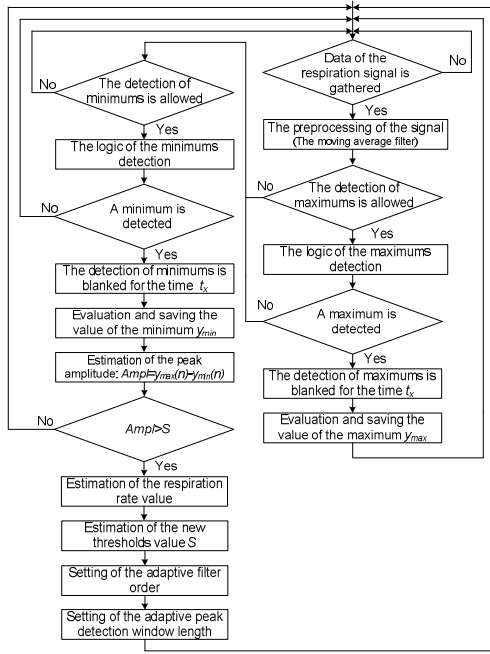 Data of the
respiration signal is
gathered
No
Yes
The preprocessing of the signal
(The moving average filter)
No
The detection of
maximums is allowed
Yes
The logic of the maximums
detection
No
A maximum is
detected
Yes
The detection of maximums is
blanked for the time tx
Evaluation and saving the
value of the maximum ymax
No
The detection of
minimums is allowed
Yes
The logic of the minimums
detection
No
A minimum is
detected
Yes
The detection of minimums is
blanked for the time tx
Evaluation and saving the
value of the minimum ymin
Estimation of the peak
amplitude: Ampl=ymax(n)-ymin(n)
No
Ampl>S
Yes
Estimation of the respiration
rate value
Estimation of the new
thresholds value S
Setting of the adaptive filter
order
Setting of the adaptive peak
detection window length